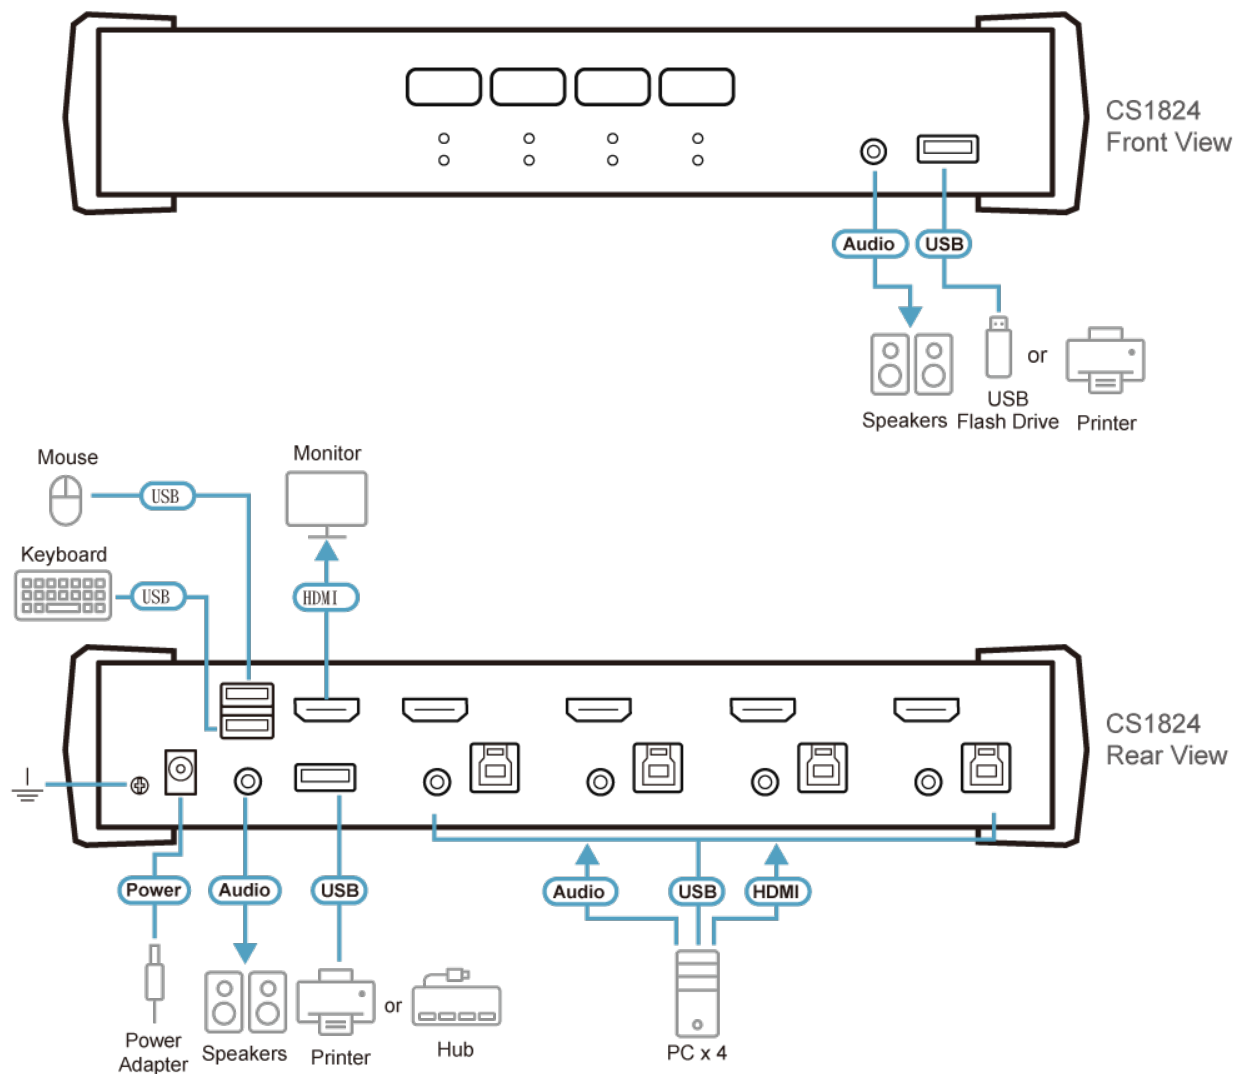 CS1824
Front View
Audio
USB
or
Speakers
USB
Flash Drive
Printer
Mouse
USB
Monitor
Keyboard
USB
HDMI
CS1824
Rear View
Power
Audio
USB
Audio
USB
HDMI
or
Power
Adapter
Speakers
Printer
Hub
PC x 4